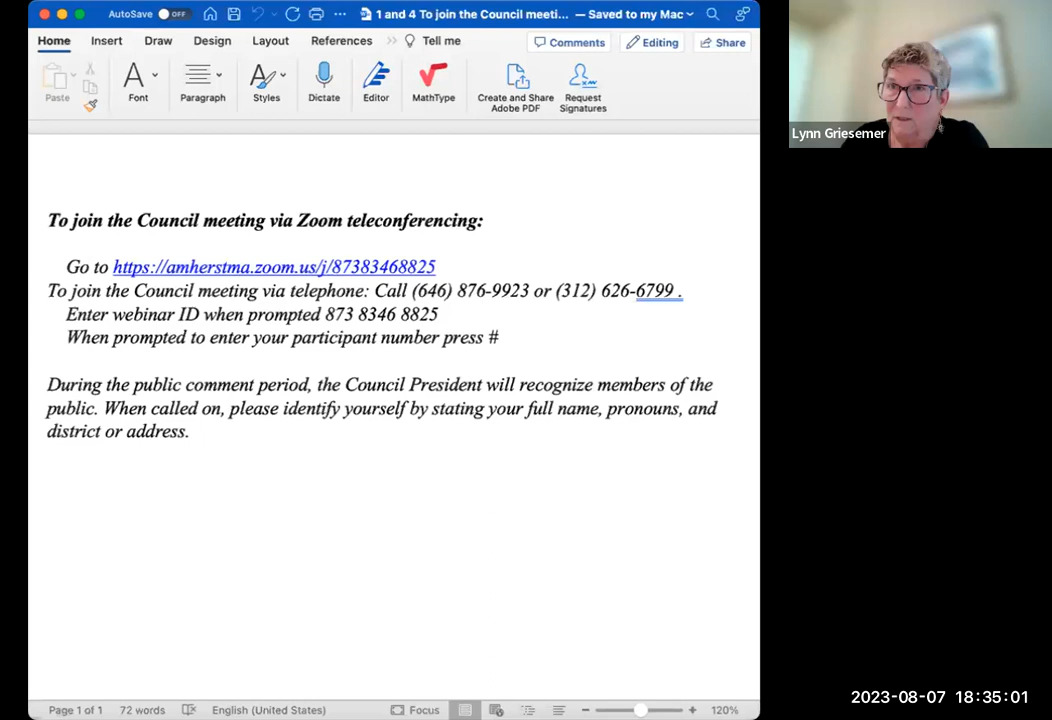 AutoSave OFF 1 and 4 To join the Council meeti... — Saved to my Mac
Home Insert Draw Design Layout References Tell me Comments Editing Share
Paste Font Paragraph Styles Dictate Editor MathType Create and Share Adobe PDF Request Signatures
Lynn Griesemer
To join the Council meeting via Zoom teleconferencing:
Go to https://amherstma.zoom.us/j/87383468825
To join the Council meeting via telephone: Call (646) 876-9923 or (312) 626-6799 .
Enter webinar ID when prompted 873 8346 8825
When prompted to enter your participant number press #
During the public comment period, the Council President will recognize members of the
public. When called on, please identify yourself by stating your full name, pronouns, and
district or address.
2023-08-07 18:35:01
Page 1 of 1 72 words English (United States) Focus 120%